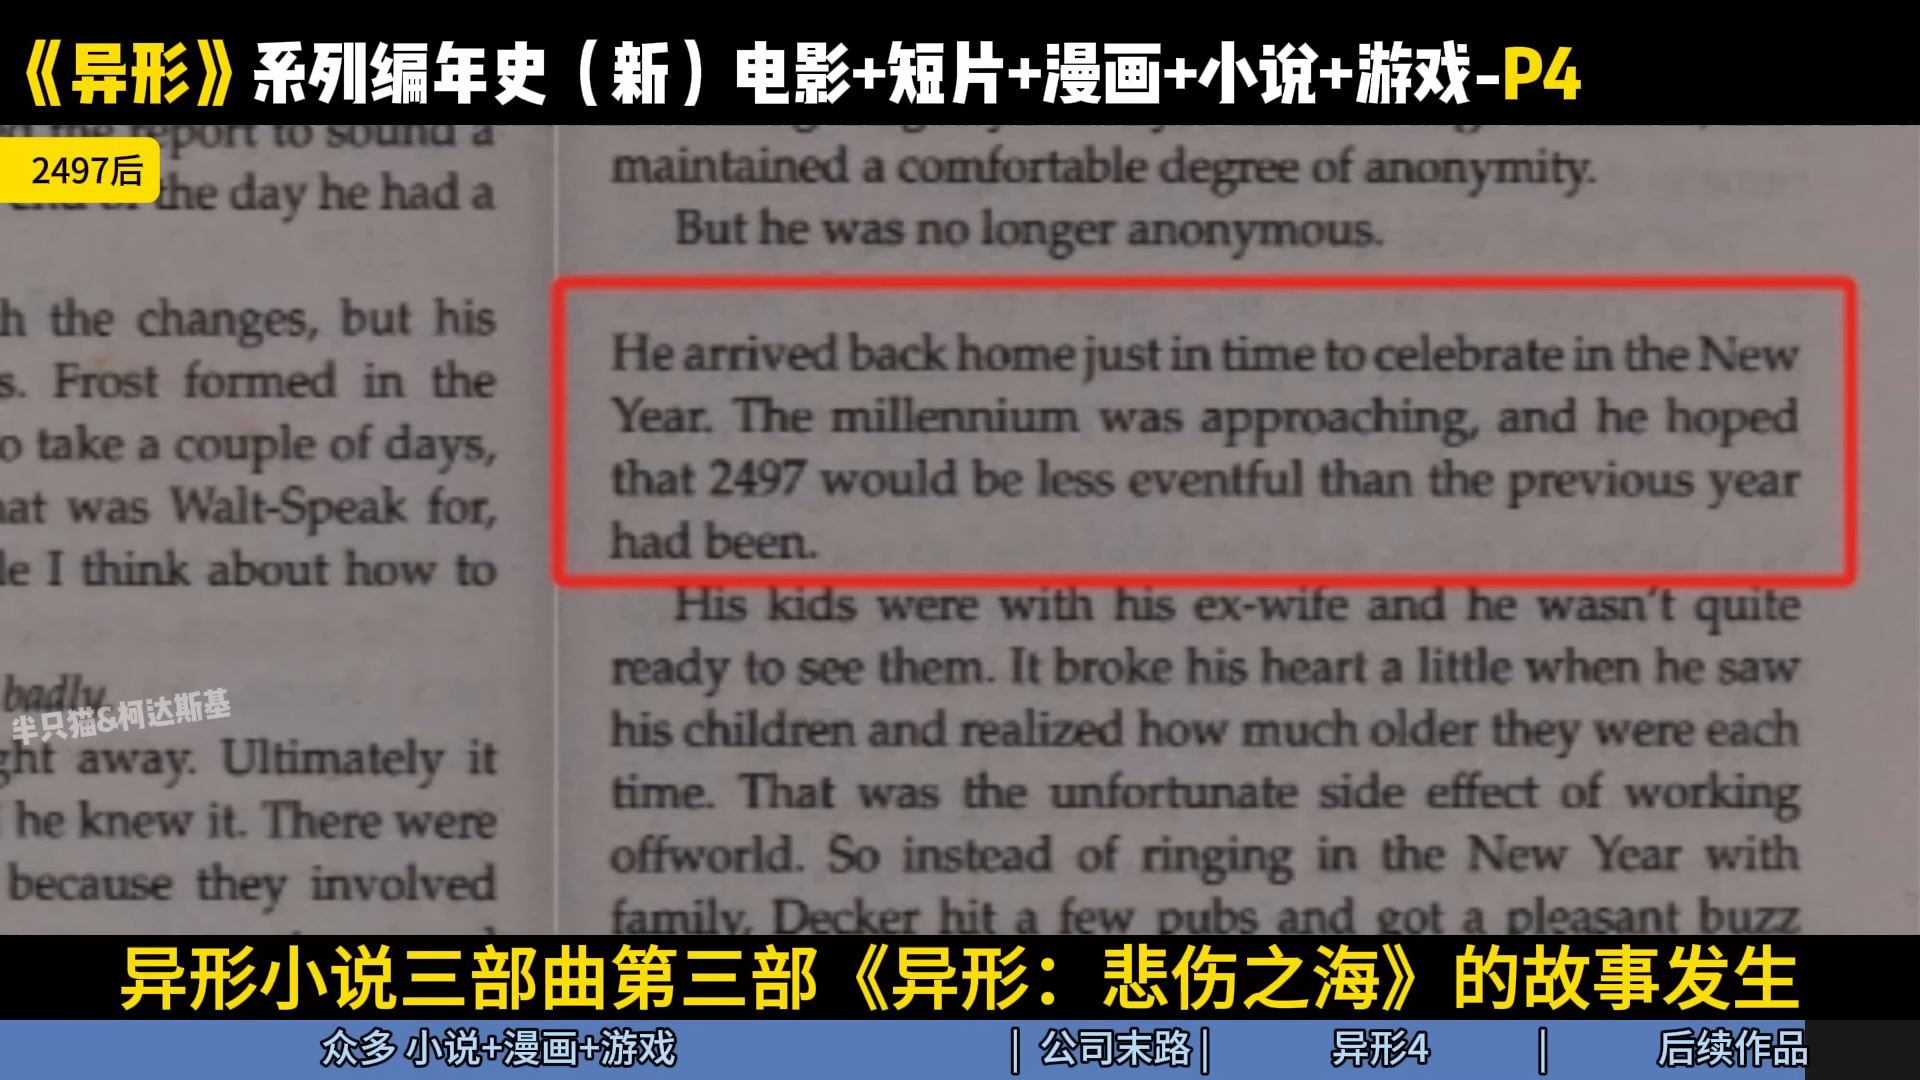 《异形》系列编年史（新）电影+短片+漫画+小说+游戏-P4
2497后
report to sound a
the day he had a
h the changes, but his
s. Frost formed in the
o take a couple of days,
hat was Walt-Speak for,
le I think about how to
badly
ght away. Ultimately it
he knew it. There were
because they involved
半只猫&柯达斯基
maintained a comfortable degree of anonymity.
But he was no longer anonymous.
He arrived back home just in time to celebrate in the New
Year. The millennium was approaching, and he hoped
that 2497 would be less eventful than the previous year
had been.
His kids were with his ex-wife and he wasn't quite
ready to see them. It broke his heart a little when he saw
his children and realized how much older they were each
time. That was the unfortunate side effect of working
offworld. So instead of ringing in the New Year with
family, Decker hit a few pubs and got a pleasant buzz
异形小说三部曲第三部《异形：悲伤之海》的故事发生
众多 小说+漫画+游戏 | 公司末路 | 异形4 | 后续作品